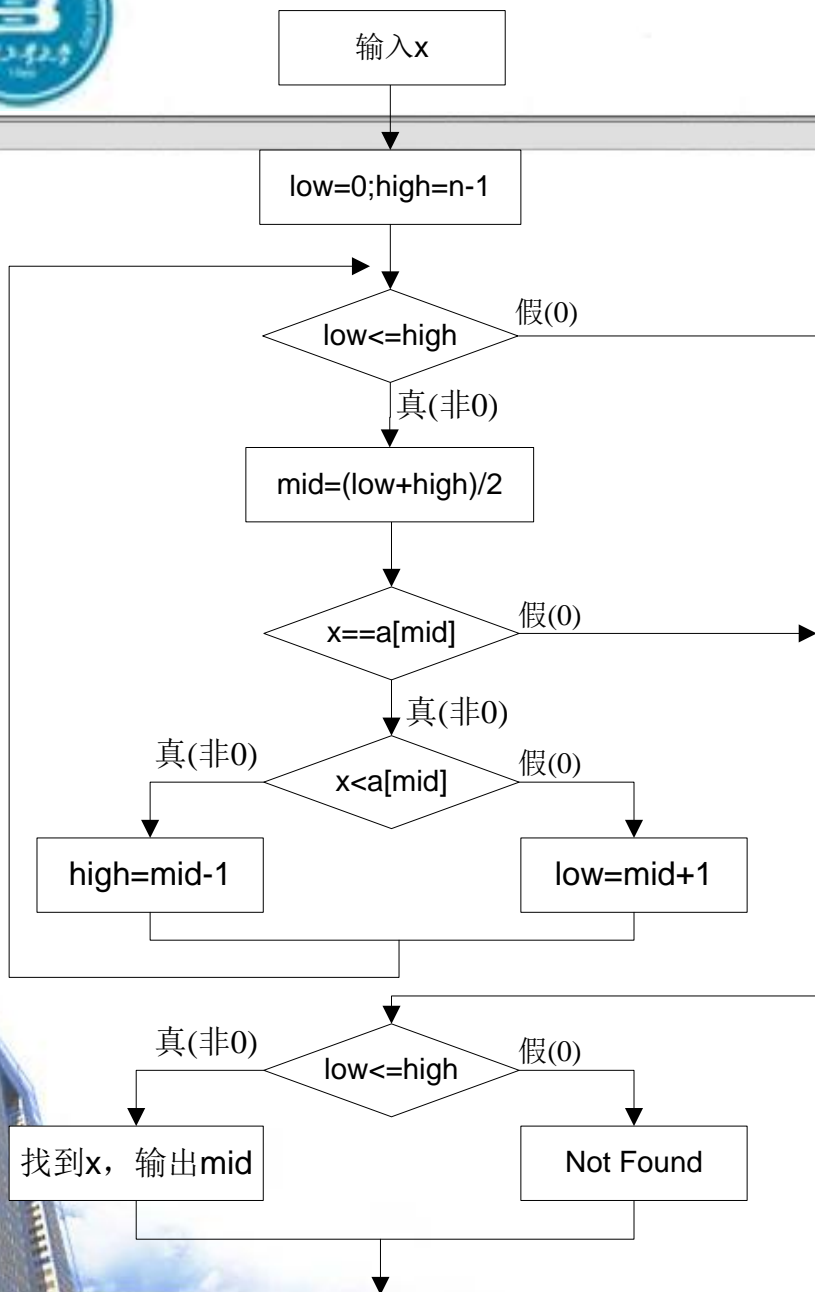 输入x
low=0;high=n-1
low<=high
假(0)
真(非0)
mid=(low+high)/2
x==a[mid]
假(0)
真(非0)
真(非0)
x<a[mid]
假(0)
high=mid-1
low=mid+1
真(非0)
low<=high
假(0)
找到x，输出mid
Not Found